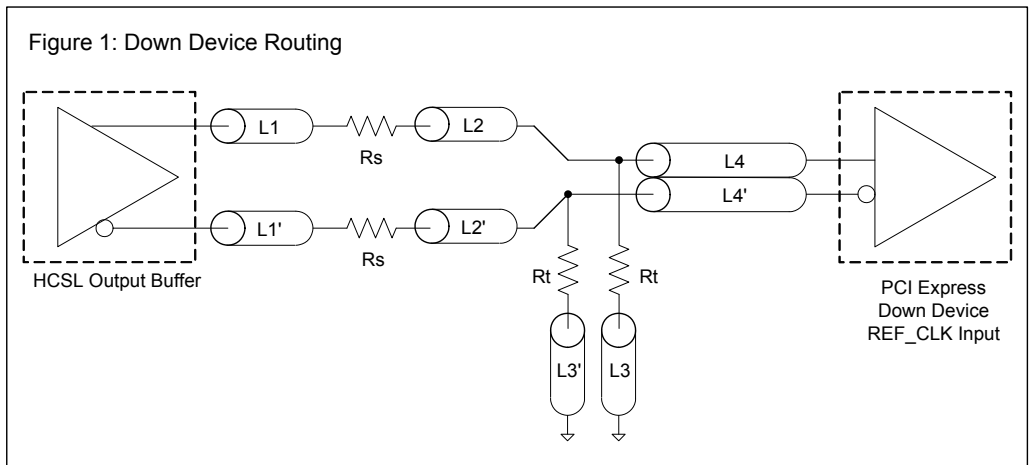 Figure 1: Down Device Routing
L1
Rs
L2
L4
L4'
L1'
Rs
L2'
HCSL Output Buffer
Rt
Rt
L3'
L3
PCI Express
Down Device
REF_CLK Input